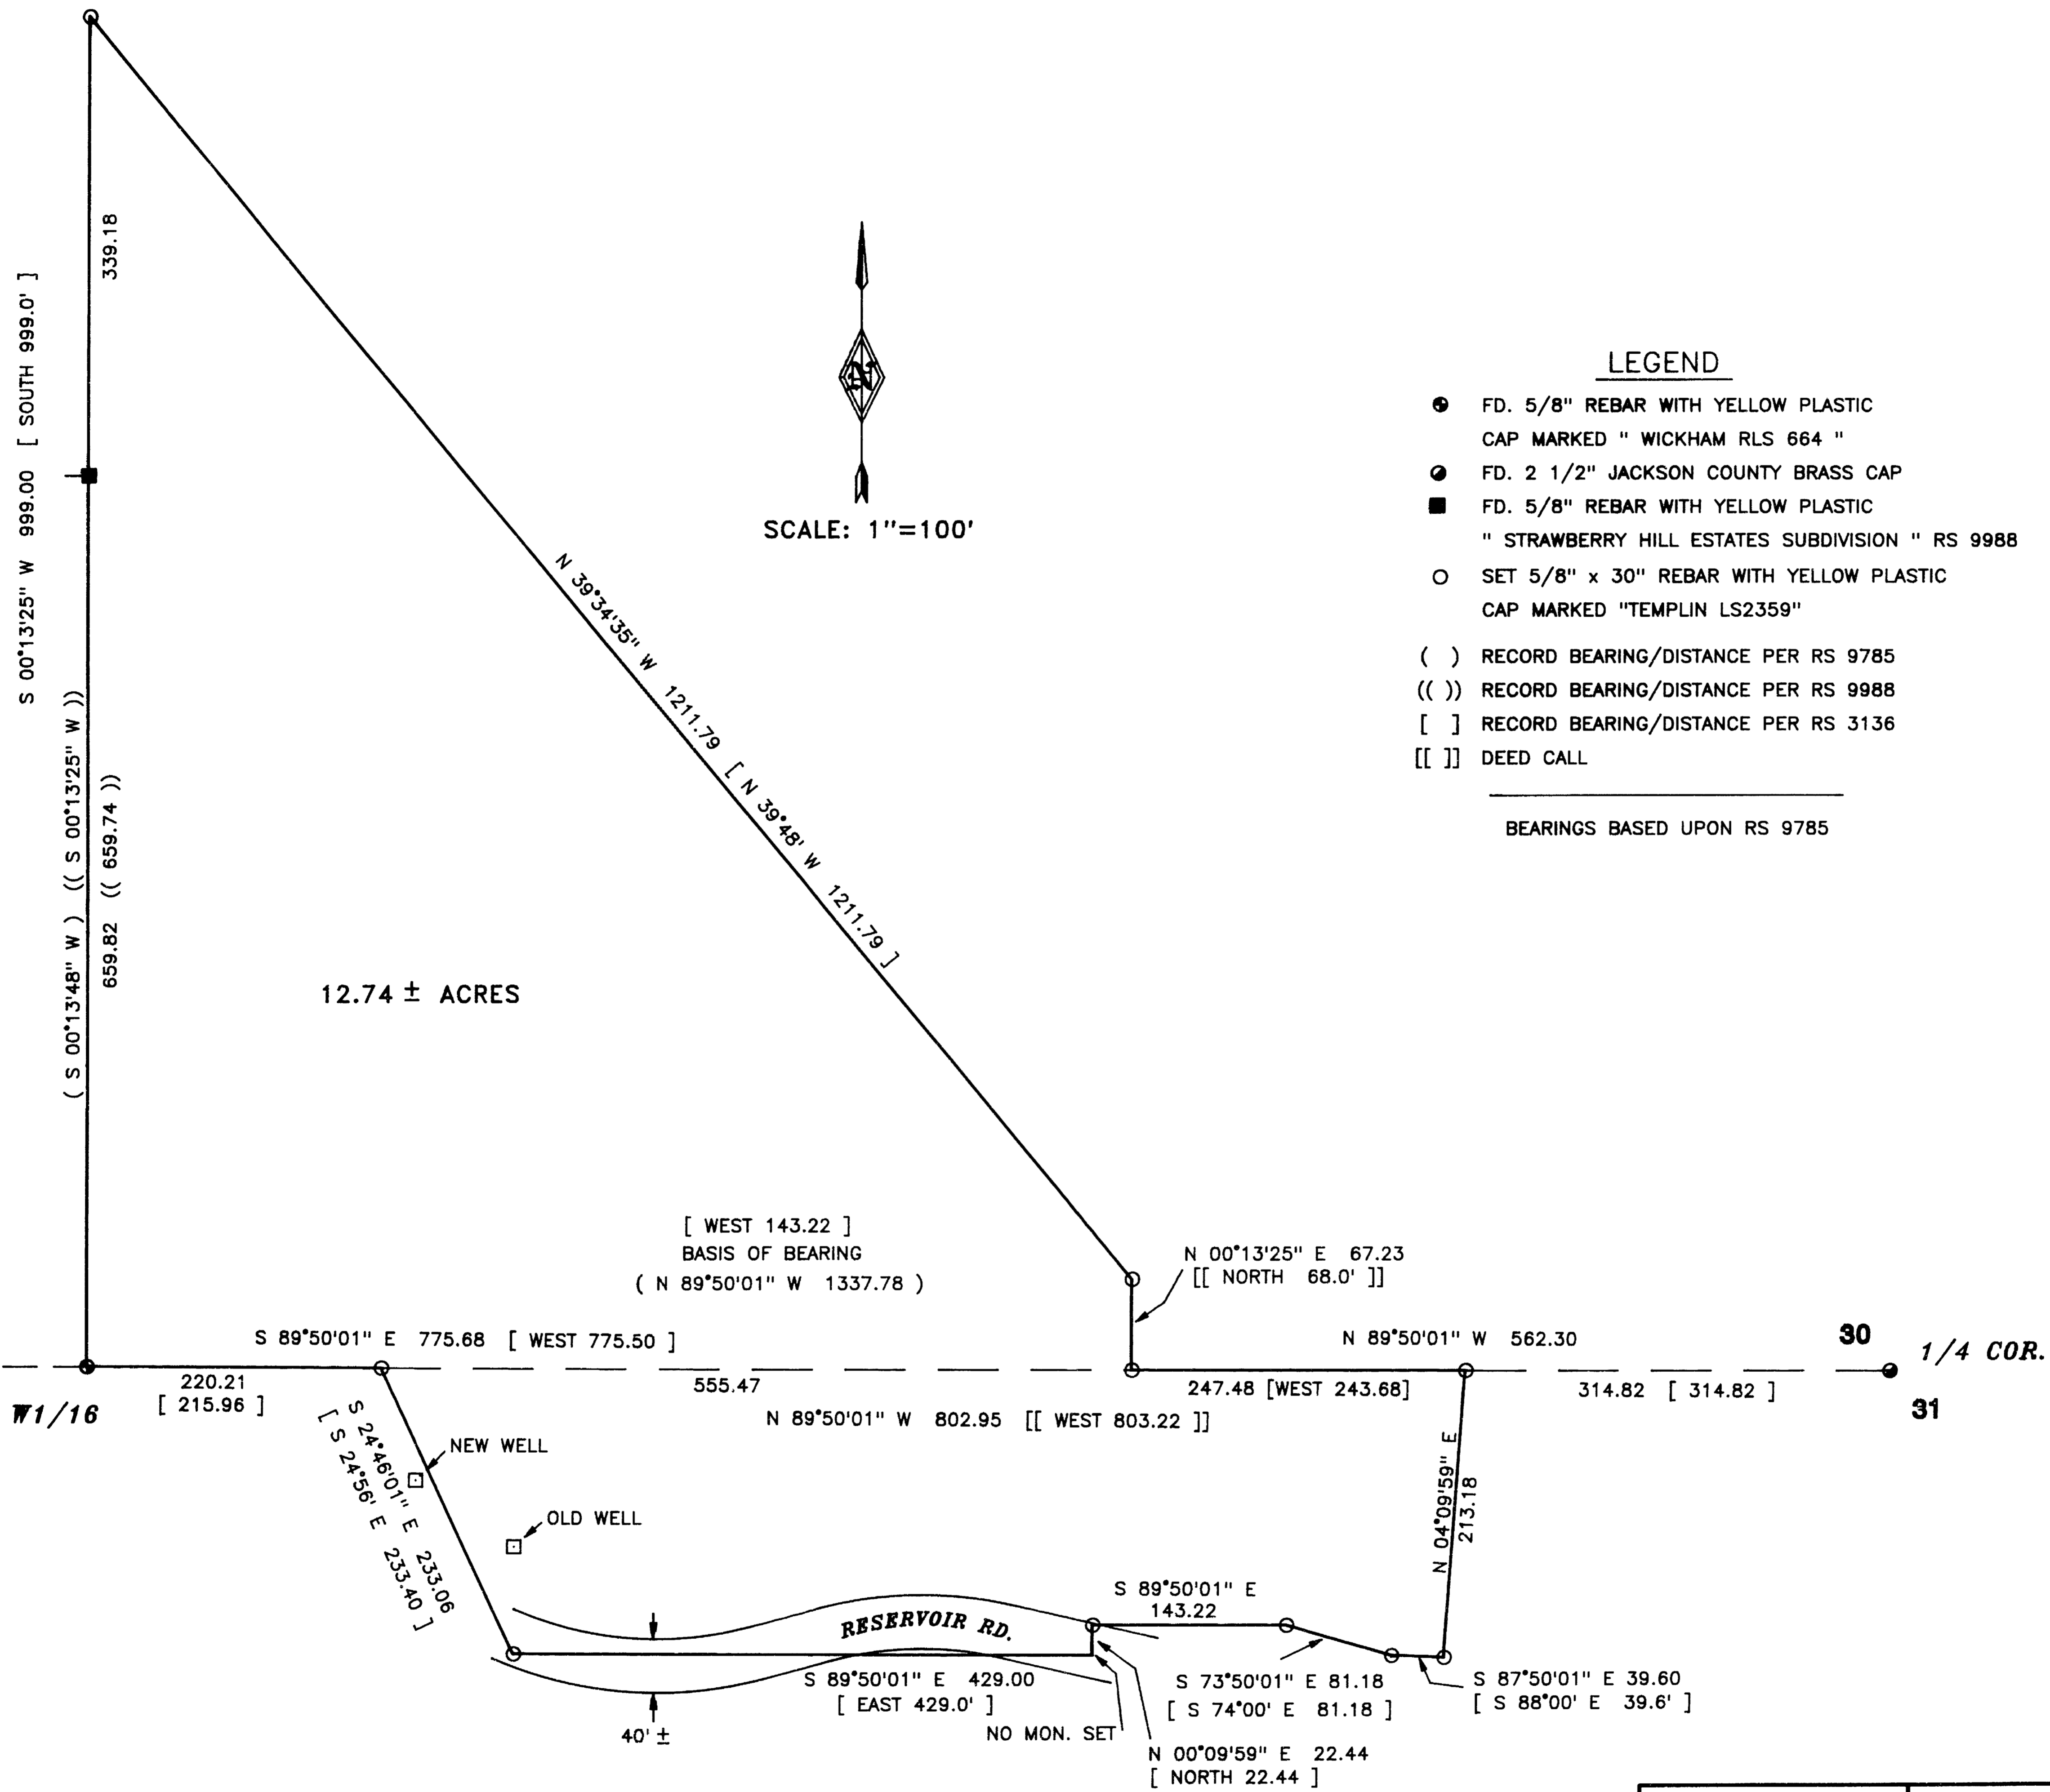 339.18
S 00°13'25" W 999.00 [ SOUTH 999.0' ]
( S 00°13'48" W ) (( S 00°13'25" W ))
659.82 (( 659.74 ))
N
SCALE: 1"=100'
N 39°34'35" W 1211.79 [ N 39°48' W 1211.79 ]
LEGEND
FD. 5/8" REBAR WITH YELLOW PLASTIC
CAP MARKED " WICKHAM RLS 664 "
FD. 2 1/2" JACKSON COUNTY BRASS CAP
FD. 5/8" REBAR WITH YELLOW PLASTIC
" STRAWBERRY HILL ESTATES SUBDIVISION " RS 9988
SET 5/8" x 30" REBAR WITH YELLOW PLASTIC
CAP MARKED "TEMPLIN LS2359"
( ) RECORD BEARING/DISTANCE PER RS 9785
(( )) RECORD BEARING/DISTANCE PER RS 9988
[ ] RECORD BEARING/DISTANCE PER RS 3136
[[ ]] DEED CALL
BEARINGS BASED UPON RS 9785
12.74 ± ACRES
[ WEST 143.22 ]
BASIS OF BEARING
( N 89°50'01" W 1337.78 )
N 00°13'25" E 67.23
[[ NORTH 68.0' ]]
S 89°50'01" E 775.68 [ WEST 775.50 ]
N 89°50'01" W 562.30
30
1/4 COR.
31
W1/16
220.21
[ 215.96 ]
555.47
247.48 [WEST 243.68]
314.82 [ 314.82 ]
N 89°50'01" W 802.95 [[ WEST 803.22 ]]
S 24°46'01" E 233.06
[ S 24°56' E 233.40 ]
NEW WELL
OLD WELL
N 04°09'59" E
213.18
S 89°50'01" E
143.22
RESERVOIR RD.
S 89°50'01" E 429.00
[ EAST 429.0' ]
40' ±
NO MON. SET
S 73°50'01" E 81.18
[ S 74°00' E 81.18 ]
S 87°50'01" E 39.60
[ S 88°00' E 39.6' ]
N 00°09'59" E 22.44
[ NORTH 22.44 ]